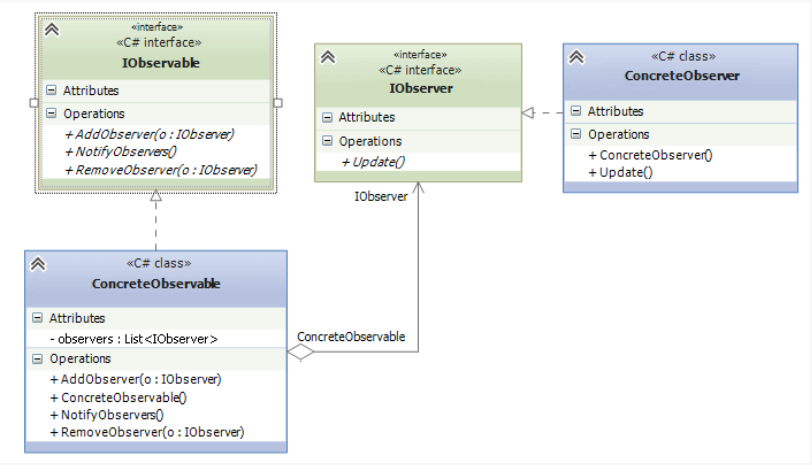 «interface»
«C# interface»
IObservable
Attributes
Operations
+ AddObserver(o : IObserver)
+ NotifyObservers()
+ RemoveObserver(o : IObserver)
«interface»
«C# interface»
IObserver
Attributes
Operations
+ Update()
«C# class»
ConcreteObserver
Attributes
Operations
+ ConcreteObserver()
+ Update()
IObserver
«C# class»
ConcreteObservable
Attributes
- observers : List<IObserver>
Operations
+ AddObserver(o : IObserver)
+ ConcreteObservable()
+ NotifyObservers()
+ RemoveObserver(o : IObserver)
ConcreteObservable